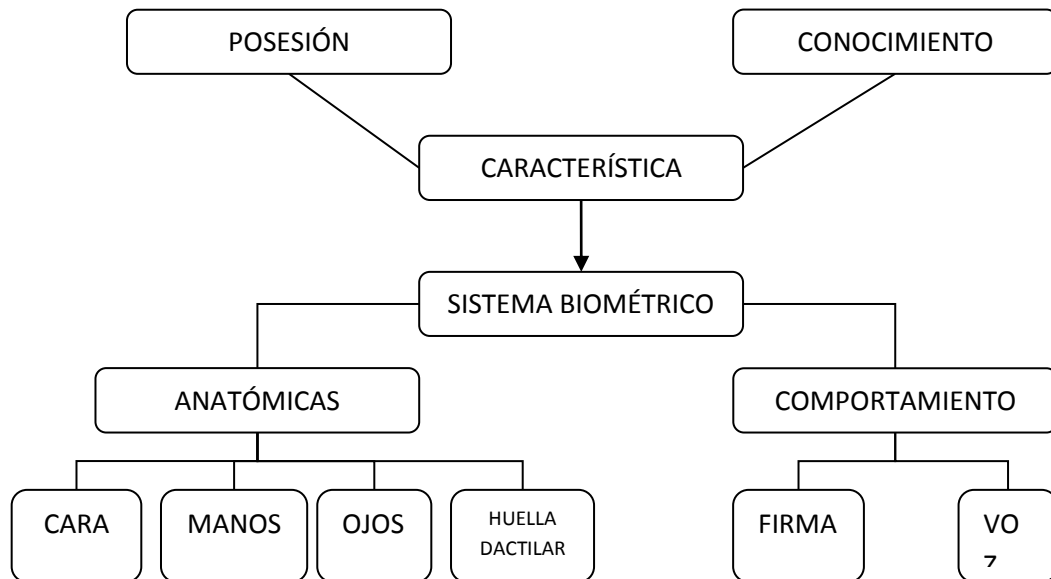 POSESIÓN
CONOCIMIENTO
CARACTERÍSTICA
SISTEMA BIOMÉTRICO
ANATÓMICAS
COMPORTAMIENTO
CARA
MANOS
OJOS
HUELLA
DACTILAR
FIRMA
VO
Z